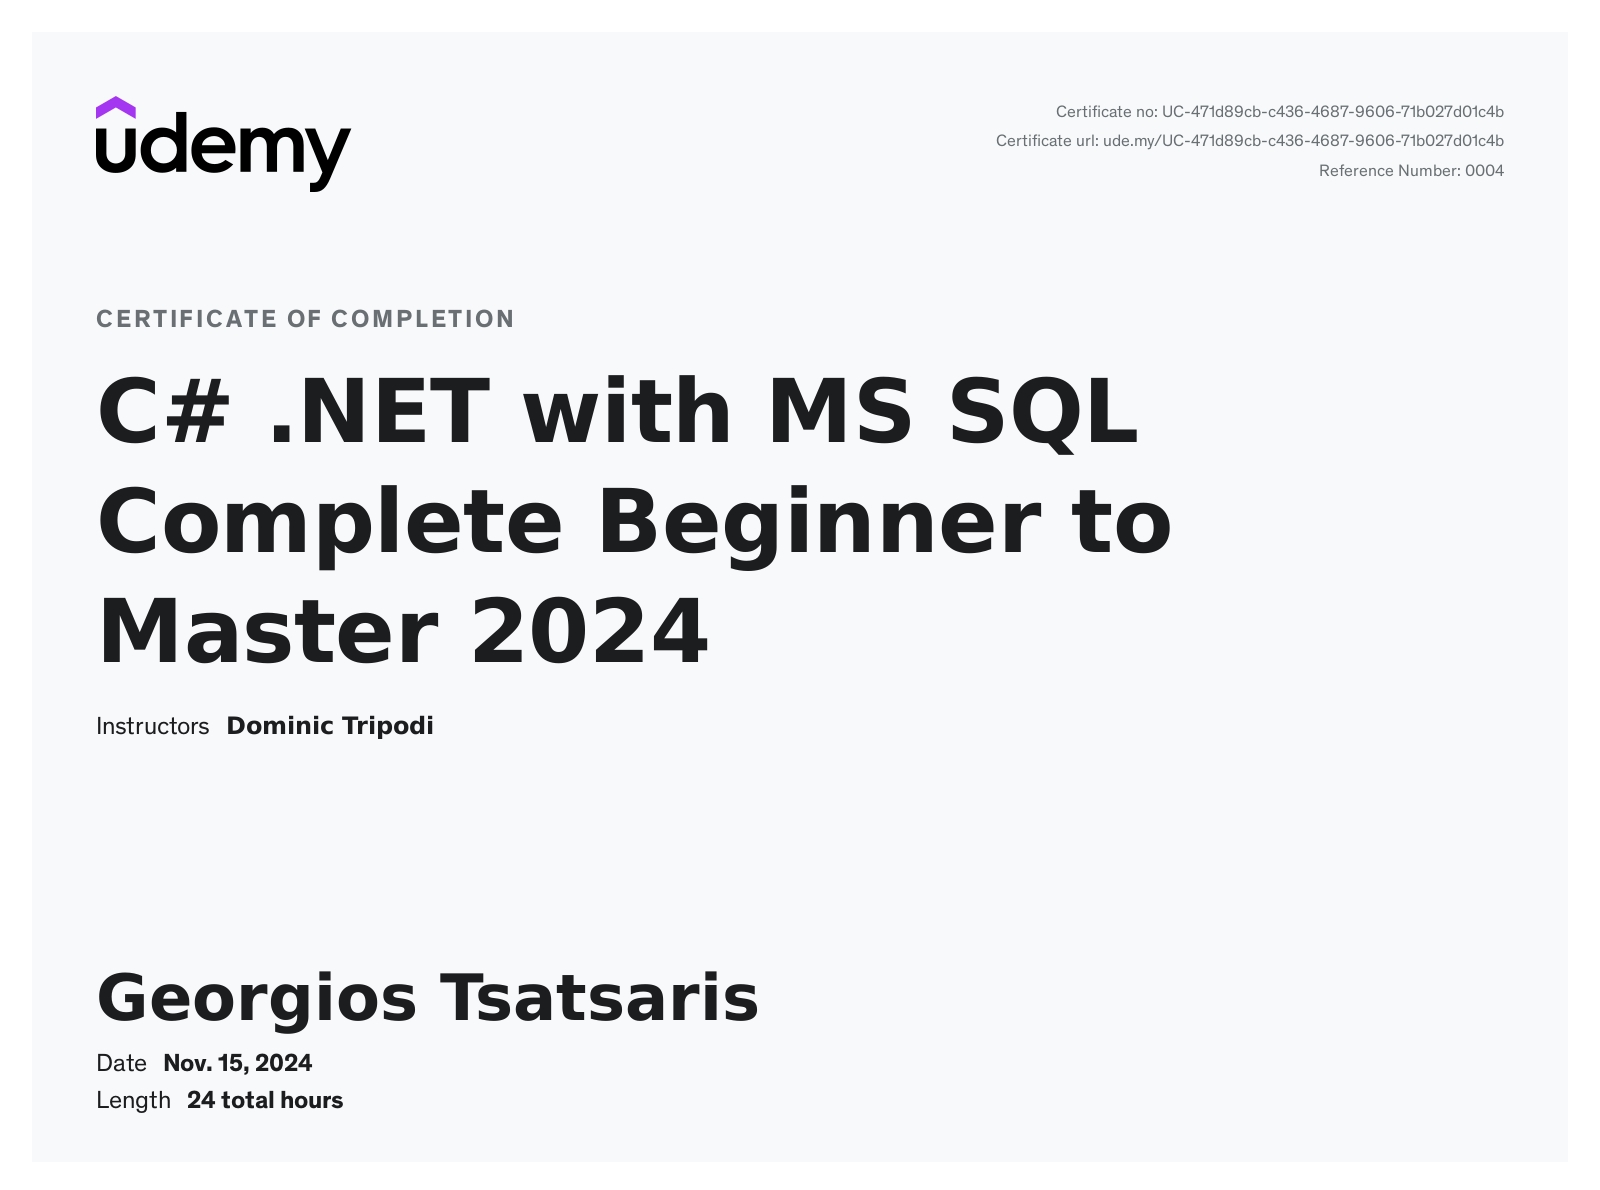 udemy
Certificate no: UC-471d89cb-c436-4687-9606-71b027d01c4b
Certificate url: ude.my/UC-471d89cb-c436-4687-9606-71b027d01c4b
Reference Number: 0004
CERTIFICATE OF COMPLETION
C# .NET with MS SQL
Complete Beginner to
Master 2024
Instructors Dominic Tripodi
Georgios Tsatsaris
Date Nov. 15, 2024
Length 24 total hours